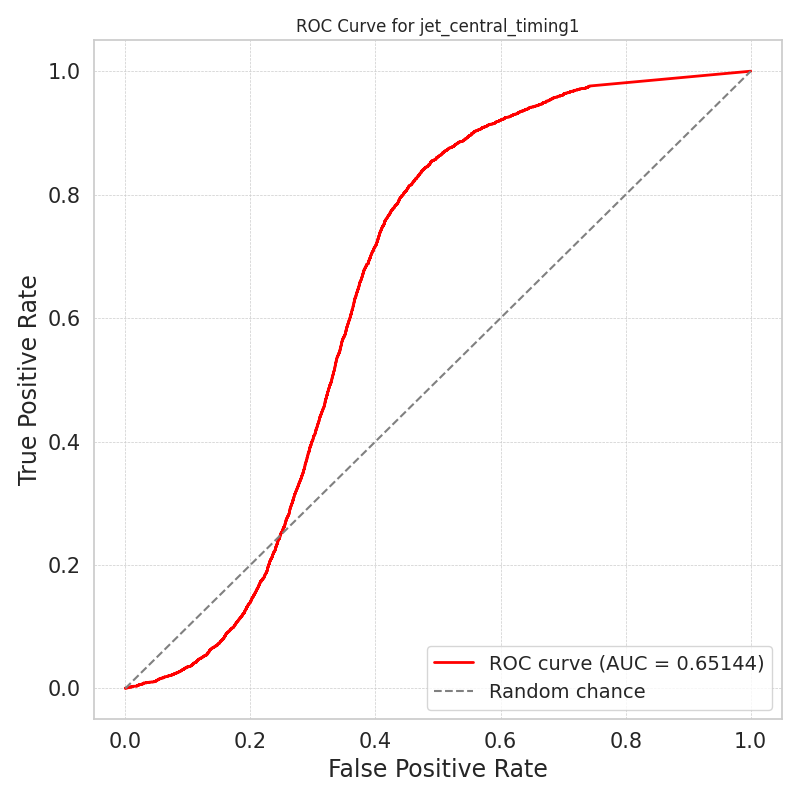 ROC Curve for jet_central_timing1
True Positive Rate
1.0
0.8
0.6
0.4
0.2
0.0
ROC curve (AUC = 0.65144)
Random chance
0.0 0.2 0.4 0.6 0.8 1.0
False Positive Rate